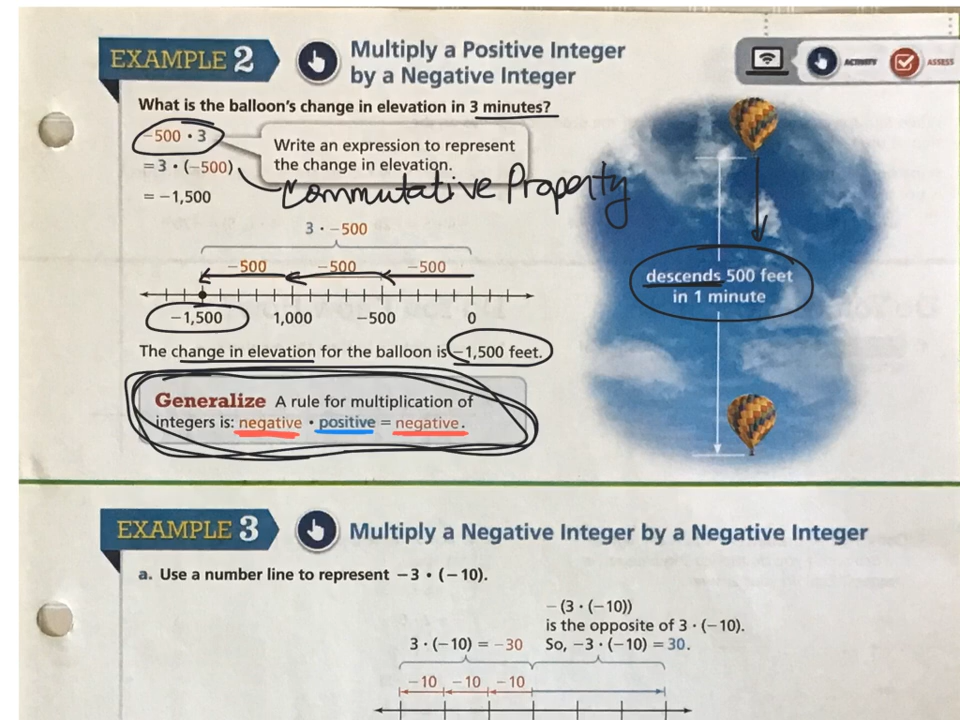 EXAMPLE 2
Multiply a Positive Integer
by a Negative Integer
ACTIVITY
ASSESS
What is the balloon's change in elevation in 3 minutes?
-500 · 3
= 3 · (-500)
= -1,500
Write an expression to represent
the change in elevation.
Commutative Property
3 · -500
-500 -500 -500
-1,500 1,000 -500 0
descends 500 feet
in 1 minute
The change in elevation for the balloon is -1,500 feet.
Generalize A rule for multiplication of
integers is: negative · positive = negative.
EXAMPLE 3
Multiply a Negative Integer by a Negative Integer
a. Use a number line to represent -3 · (-10).
-(3 · (-10))
is the opposite of 3 · (-10).
3 · (-10) = -30 So, -3 · (-10) = 30.
-10 -10 -10